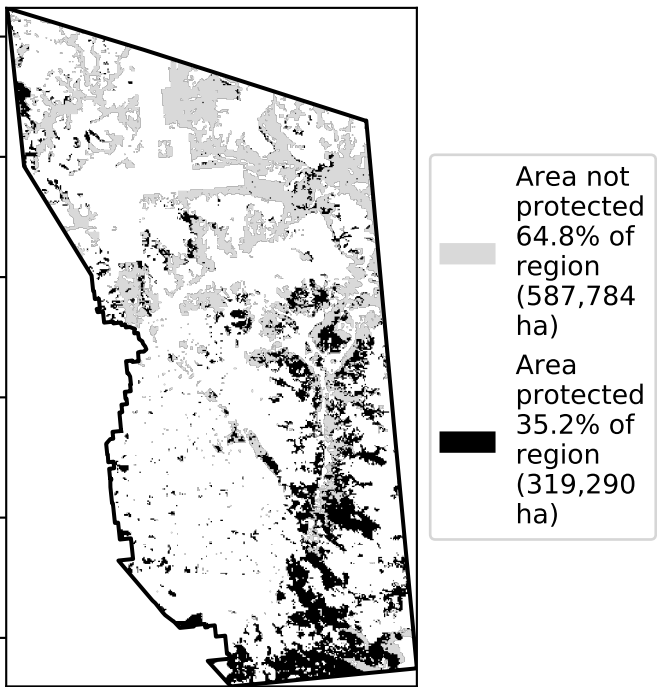 Area not
protected
64.8% of
region
(587,784
ha)
Area
protected
35.2% of
region
(319,290
ha)